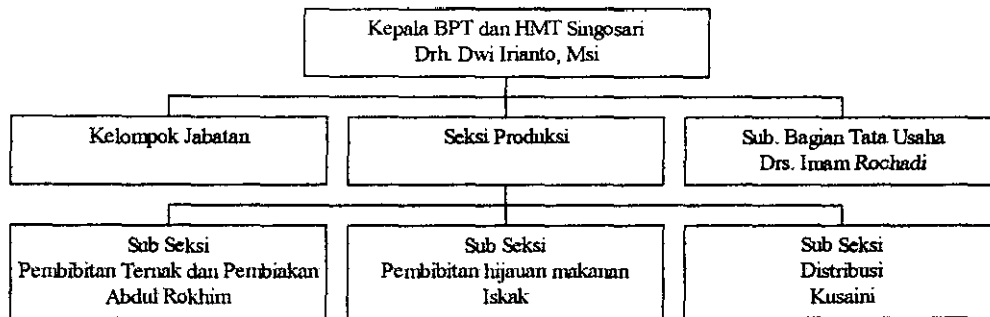 Kepala BPT dan HMT Singosari
Drh. Dwi Irianto, Msi
Kelompok Jabatan
Seksi Produksi
Sub. Bagian Tata Usaha
Drs. Imam Rochadi
Sub Seksi
Pembibitan Ternak dan Pembiakan
Abdul Rokhim
Sub Seksi
Pembibitan hijauan makanan
Iskak
Sub Seksi
Distribusi
Kusaini